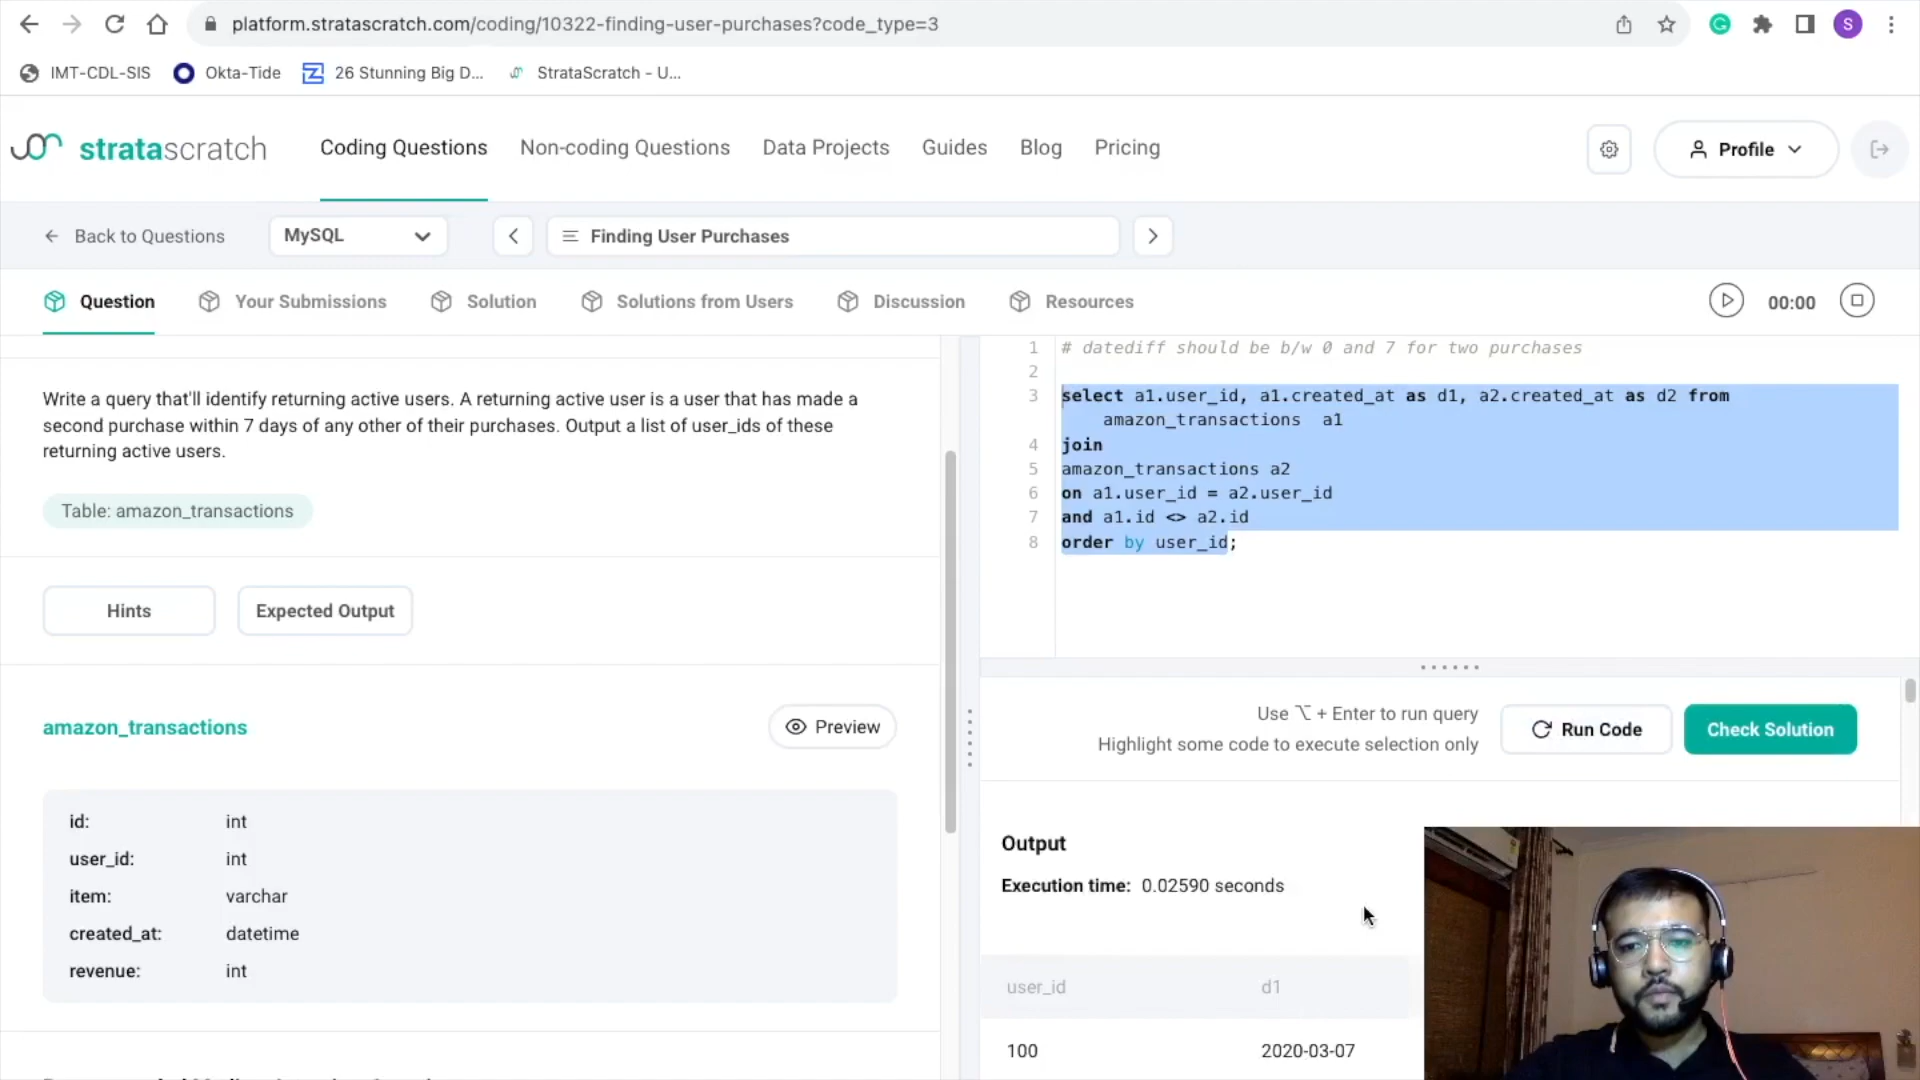 platform.stratascratch.com/coding/10322-finding-user-purchases?code_type=3
S
IMT-CDL-SIS
Okta-Tide
26 Stunning Big D...
StrataScratch - U...
stratascratch
Coding Questions
Non-coding Questions
Data Projects
Guides
Blog
Pricing
Profile
Back to Questions
MySQL
Finding User Purchases
Question
Your Submissions
Solution
Solutions from Users
Discussion
Resources
00:00
Write a query that'll identify returning active users. A returning active user is a user that has made a
second purchase within 7 days of any other of their purchases. Output a list of user_ids of these
returning active users.
Table: amazon_transactions
Hints
Expected Output
amazon_transactions
Preview
id: int
user_id: int
item: varchar
created_at: datetime
revenue: int
1 # datediff should be b/w 0 and 7 for two purchases
2
3 select a1.user_id, a1.created_at as d1, a2.created_at as d2 from
amazon_transactions a1
4 join
5 amazon_transactions a2
6 on a1.user_id = a2.user_id
7 and a1.id <> a2.id
8 order by user_id;
Use ⌥ + Enter to run query
Highlight some code to execute selection only
Run Code
Check Solution
Output
Execution time: 0.02590 seconds
user_id d1
100 2020-03-07